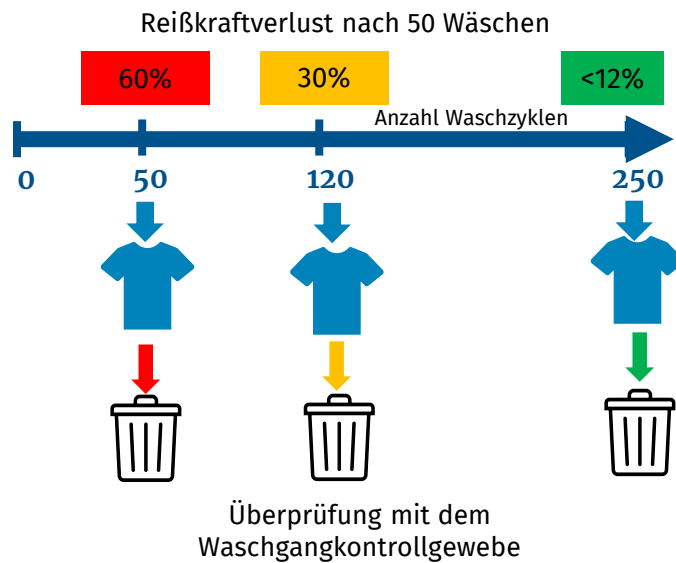 Reißkraftverlust nach 50 Wäschen
60%
30%
<12%
Anzahl Waschzyklen
0
50
120
250
Überprüfung mit dem
Waschgangkontrollgewebe